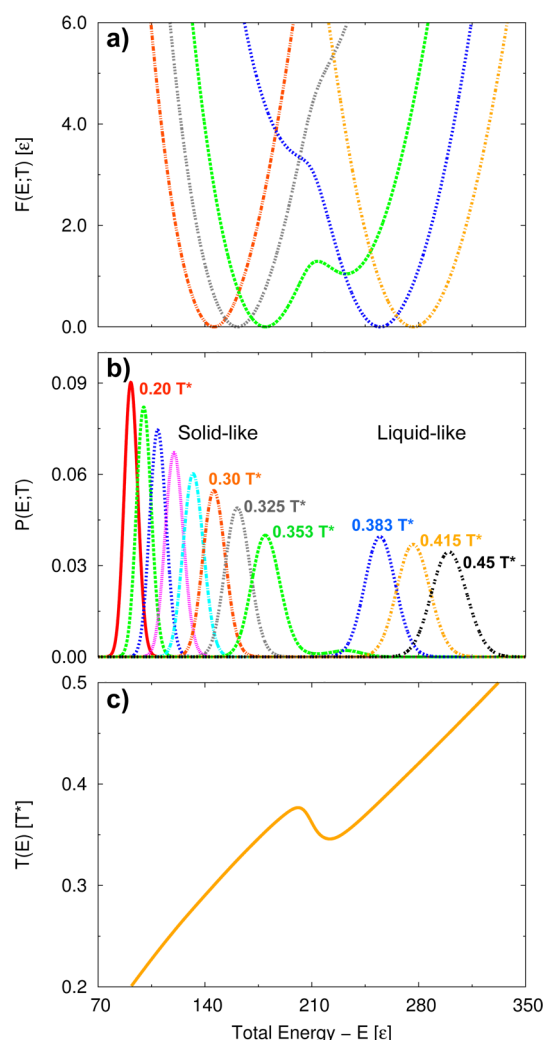 a)
6.0
4.0
2.0
0.0
F(E;T) [ε]
b)
0.09
0.06
0.03
0.00
P(E;T)
0.20 T*
Solid-like
Liquid-like
0.30 T*
0.325 T*
0.353 T*
0.383 T*
0.415 T*
0.45 T*
c)
0.5
0.4
0.3
0.2
T(E) [T*]
70 140 210 280 350
Total Energy – E [ε]